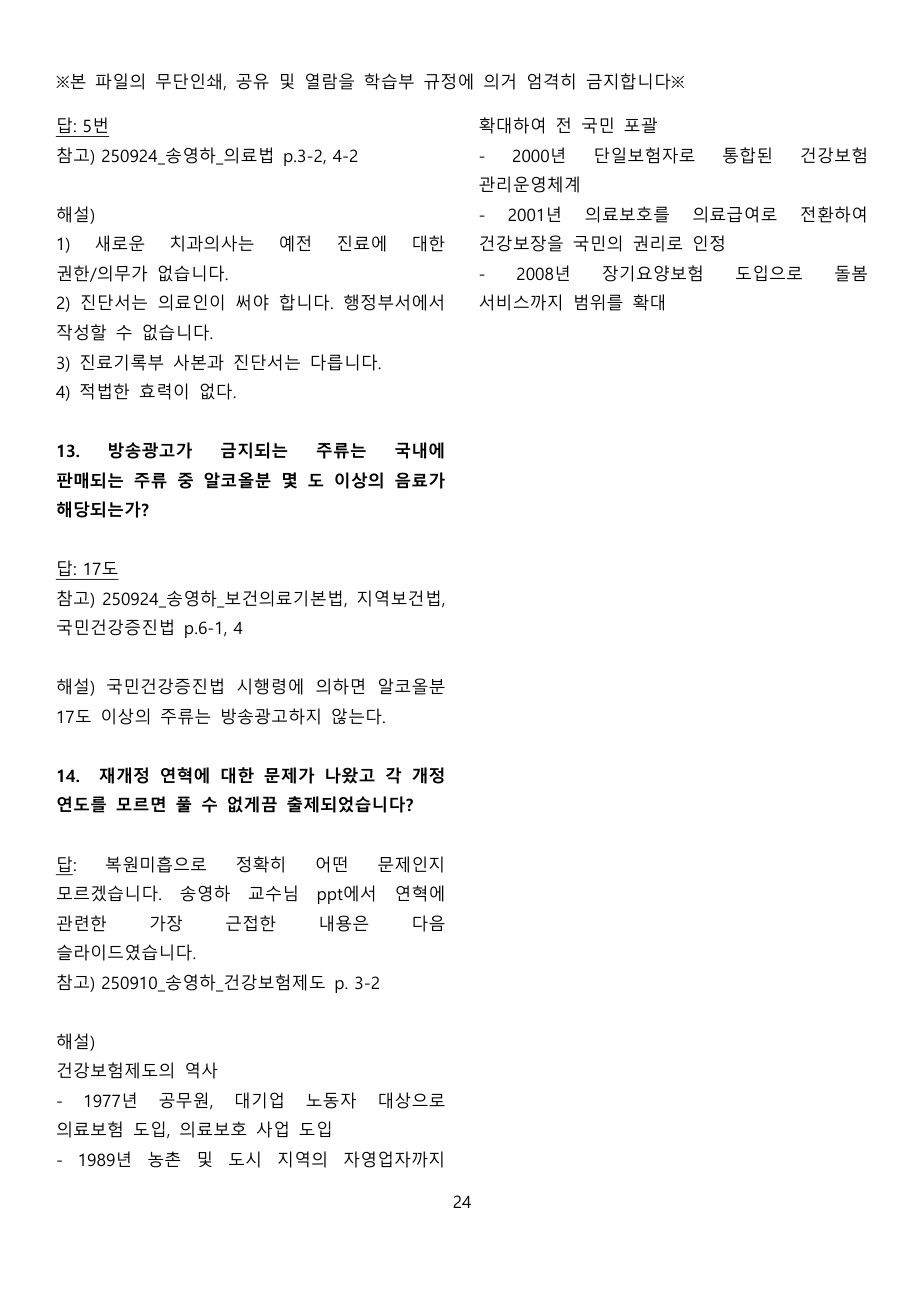 ※본 파일의 무단인쇄, 공유 및 열람을 학습부 규정에 의거 엄격히 금지합니다※
답: 5번
참고) 250924_송영하_의료법 p.3-2, 4-2
해설)
1) 새로운 치과의사는 예전 진료에 대한
권한/의무가 없습니다.
2) 진단서는 의료인이 써야 합니다. 행정부서에서
작성할 수 없습니다.
3) 진료기록부 사본과 진단서는 다릅니다.
4) 적법한 효력이 없다.
13. 방송광고가 금지되는 주류는 국내에
판매되는 주류 중 알코올분 몇 도 이상의 음료가
해당되는가?
답: 17도
참고) 250924_송영하_보건의료기본법, 지역보건법,
국민건강증진법 p.6-1, 4
해설) 국민건강증진법 시행령에 의하면 알코올분
17도 이상의 주류는 방송광고하지 않는다.
14. 재개정 연혁에 대한 문제가 나왔고 각 개정
연도를 모르면 풀 수 없게끔 출제되었습니다?
답: 복원미흡으로 정확히 어떤 문제인지
모르겠습니다. 송영하 교수님 ppt에서 연혁에
관련한 가장 근접한 내용은 다음
슬라이드였습니다.
참고) 250910_송영하_건강보험제도 p. 3-2
해설)
건강보험제도의 역사
- 1977년 공무원, 대기업 노동자 대상으로
의료보험 도입, 의료보호 사업 도입
- 1989년 농촌 및 도시 지역의 자영업자까지
확대하여 전 국민 포괄
- 2000년 단일보험자로 통합된 건강보험
관리운영체계
- 2001년 의료보호를 의료급여로 전환하여
건강보장을 국민의 권리로 인정
- 2008년 장기요양보험 도입으로 돌봄
서비스까지 범위를 확대
24